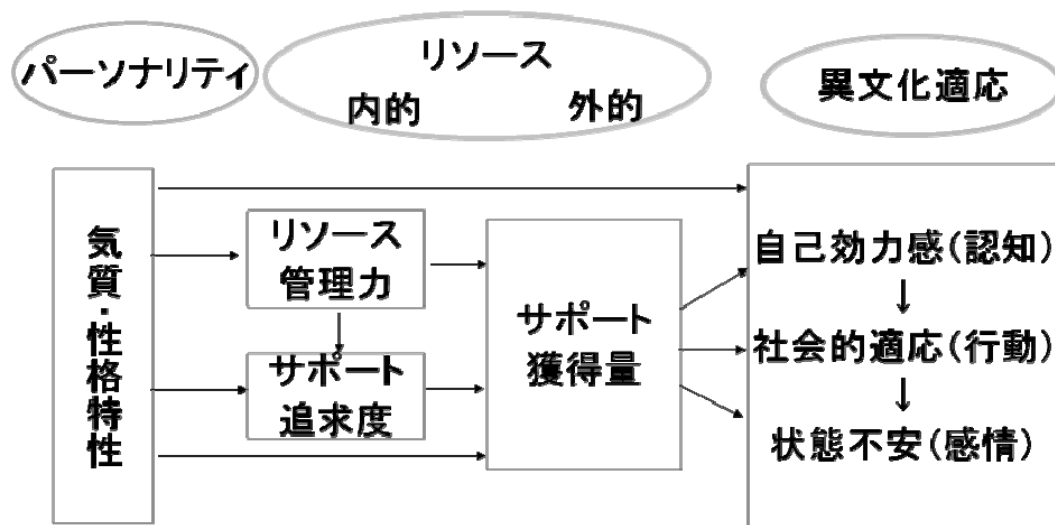 パーソナリティ
リソース
内的 外的
異文化適応
気質・性格特性
リソース
管理力
サポート
追求度
サポート
獲得量
自己効力感(認知)
↓
社会的適応(行動)
↓
状態不安(感情)